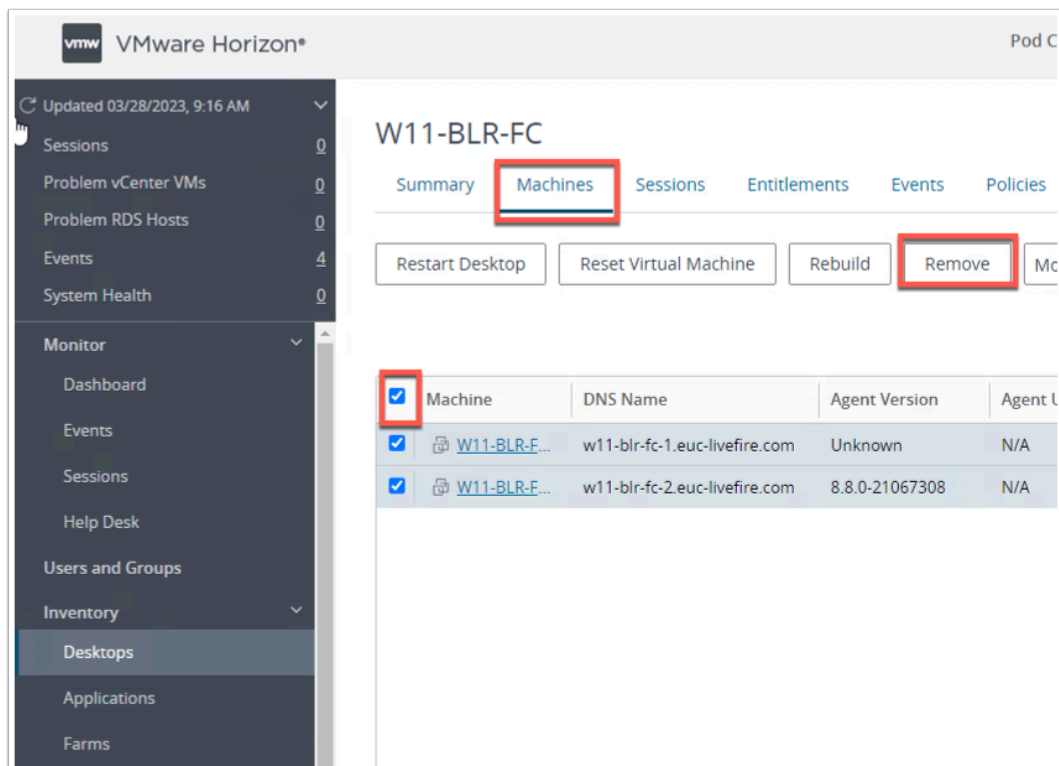 vmw VMware Horizon® Pod C
Updated 03/28/2023, 9:16 AM
Sessions 0
Problem vCenter VMs 0
Problem RDS Hosts 0
Events 4
System Health 0
Monitor
Dashboard
Events
Sessions
Help Desk
Users and Groups
Inventory
Desktops
Applications
Farms
W11-BLR-FC
Summary Machines Sessions Entitlements Events Policies
Restart Desktop Reset Virtual Machine Rebuild Remove Mo
Machine DNS Name Agent Version Agent U
W11-BLR-F... w11-blr-fc-1.euc-livefire.com Unknown N/A
W11-BLR-F... w11-blr-fc-2.euc-livefire.com 8.8.0-21067308 N/A